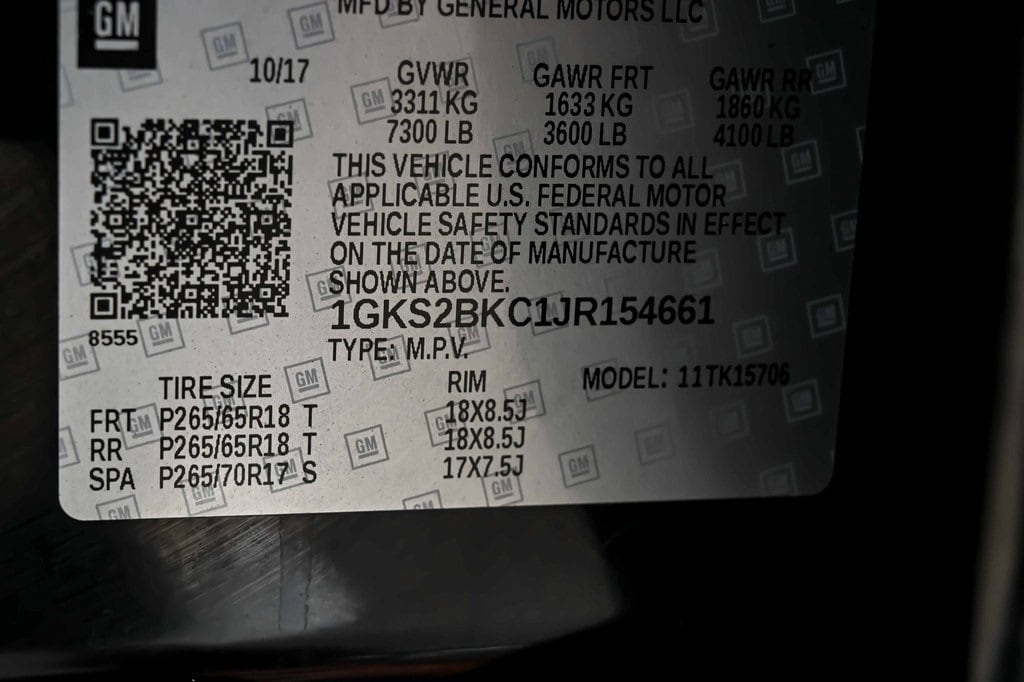 GM
MFD BY GENERAL MOTORS LLC
10/17 GVWR GAWR FRT GAWR RR
3311 KG 1633 KG 1860 KG
7300 LB 3600 LB 4100 LB
THIS VEHICLE CONFORMS TO ALL
APPLICABLE U.S. FEDERAL MOTOR
VEHICLE SAFETY STANDARDS IN EFFECT
ON THE DATE OF MANUFACTURE
SHOWN ABOVE.
1GKS2BKC1JR154661
8555
TYPE: M.P.V.
TIRE SIZE RIM MODEL: 11TK15706
FRT P265/65R18 T 18X8.5J
RR P265/65R18 T 18X8.5J
SPA P265/70R17 S 17X7.5J